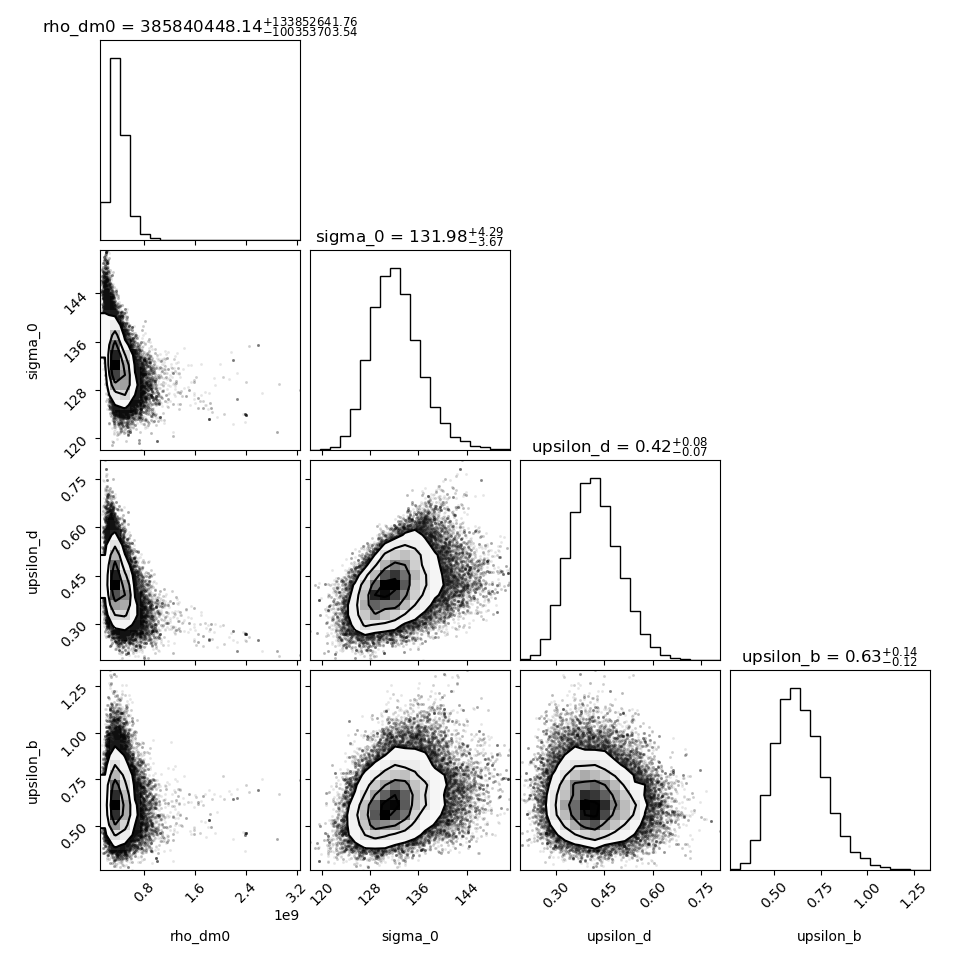 rho_dm0 = 385840448.14+133852641.76−100353703.54
sigma_0 = 131.98+4.29−3.67
144
136
128
120
sigma_0
upsilon_d = 0.42+0.08−0.07
0.75
0.60
0.45
0.30
upsilon_d
upsilon_b = 0.63+0.14−0.12
1.25
1.00
0.75
0.50
upsilon_b
0.8 1.6 2.4 3.2
1e9
120 128 136 144
0.30 0.45 0.60 0.75
0.50 0.75 1.00 1.25
rho_dm0 sigma_0 upsilon_d upsilon_b